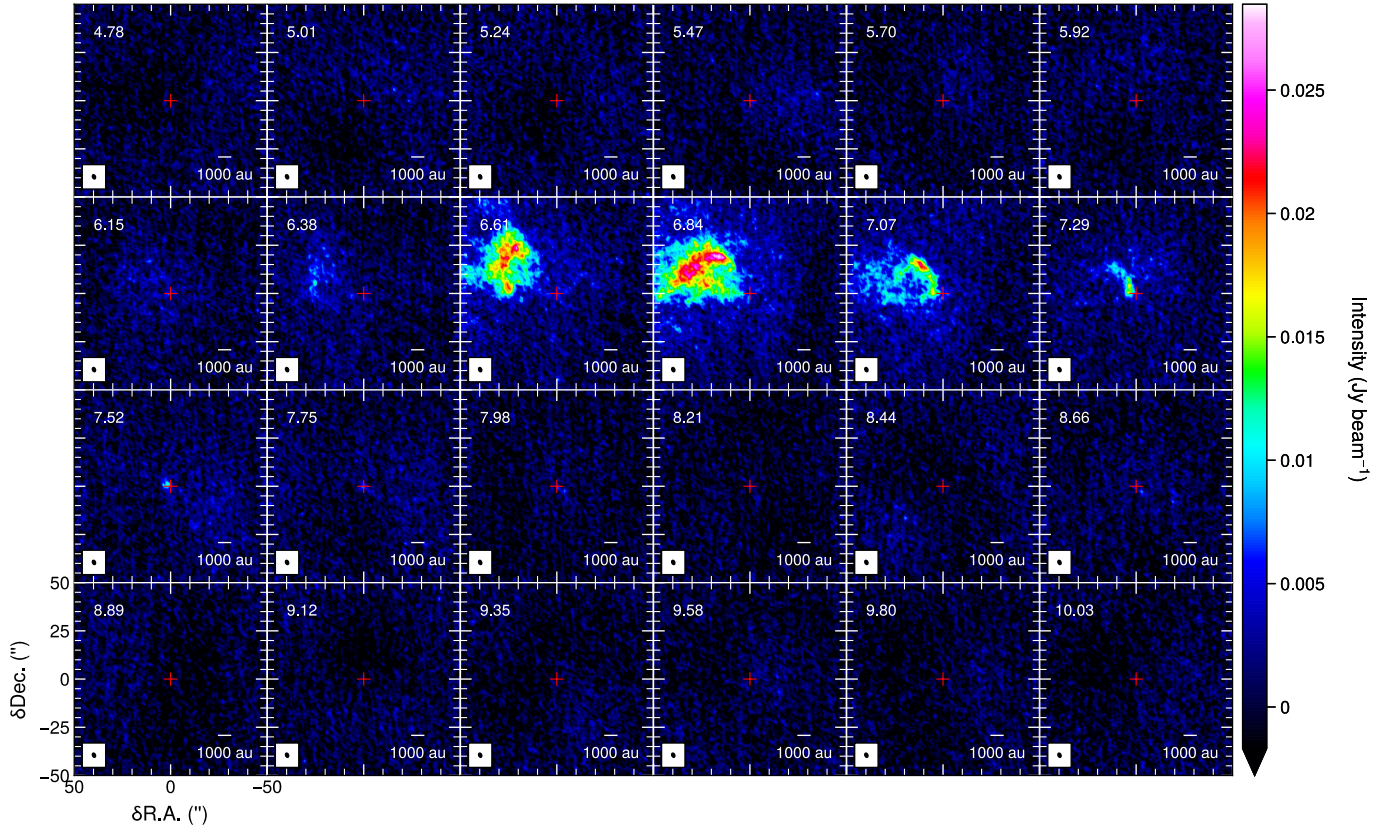 4.78 5.01 5.24 5.47 5.70 5.92
1000 au 1000 au 1000 au 1000 au 1000 au 1000 au
6.15 6.38 6.61 6.84 7.07 7.29
1000 au 1000 au 1000 au 1000 au 1000 au 1000 au
7.52 7.75 7.98 8.21 8.44 8.66
1000 au 1000 au 1000 au 1000 au 1000 au 1000 au
8.89 9.12 9.35 9.58 9.80 10.03
1000 au 1000 au 1000 au 1000 au 1000 au 1000 au
50
25
0
−25
−50
δDec. (")
50 0 −50
δR.A. (")
0.025
0.02
0.015
0.01
0.005
0
Intensity (Jy beam⁻¹)